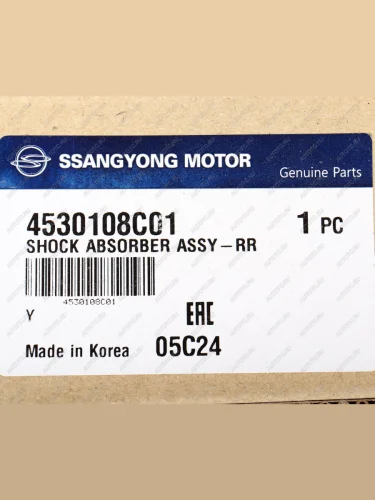 SSANGYONG MOTOR
Genuine Parts
4530108C01 1 PC
SHOCK ABSORBER ASSY-RR
4530108C01
Y EAC
Made in Korea 05C24